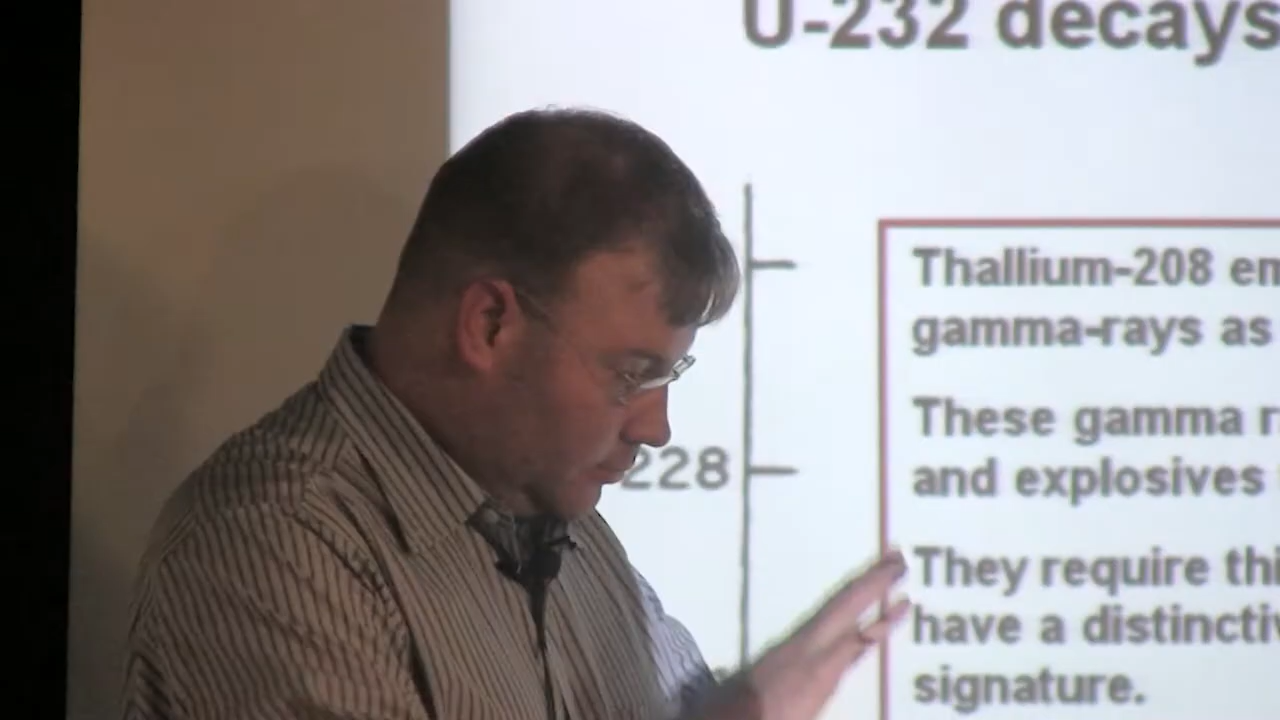 U-232 decays
Thallium-208 em
gamma-rays as
These gamma r
228
and explosives
They require thi
have a distinctiv
signature.